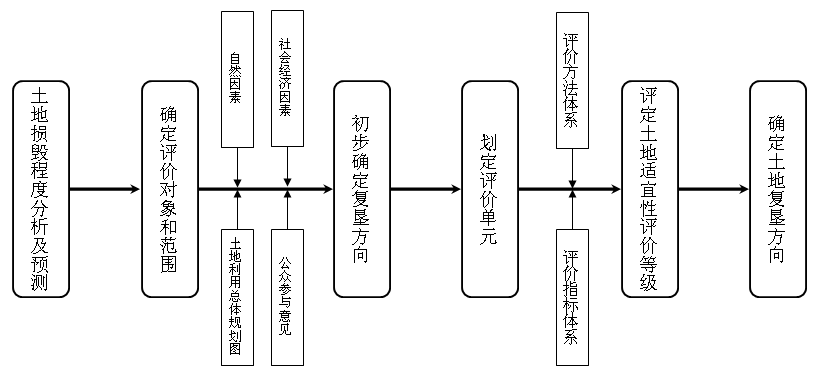 土地损毁程度分析及预测
确定评价对象和范围
自然因素
社会经济因素
土地利用总体规划图
公众参与意见
初步确定复垦方向
划定评价单元
评价方法体系
评价指标体系
评定土地适宜性评价等级
确定土地复垦方向